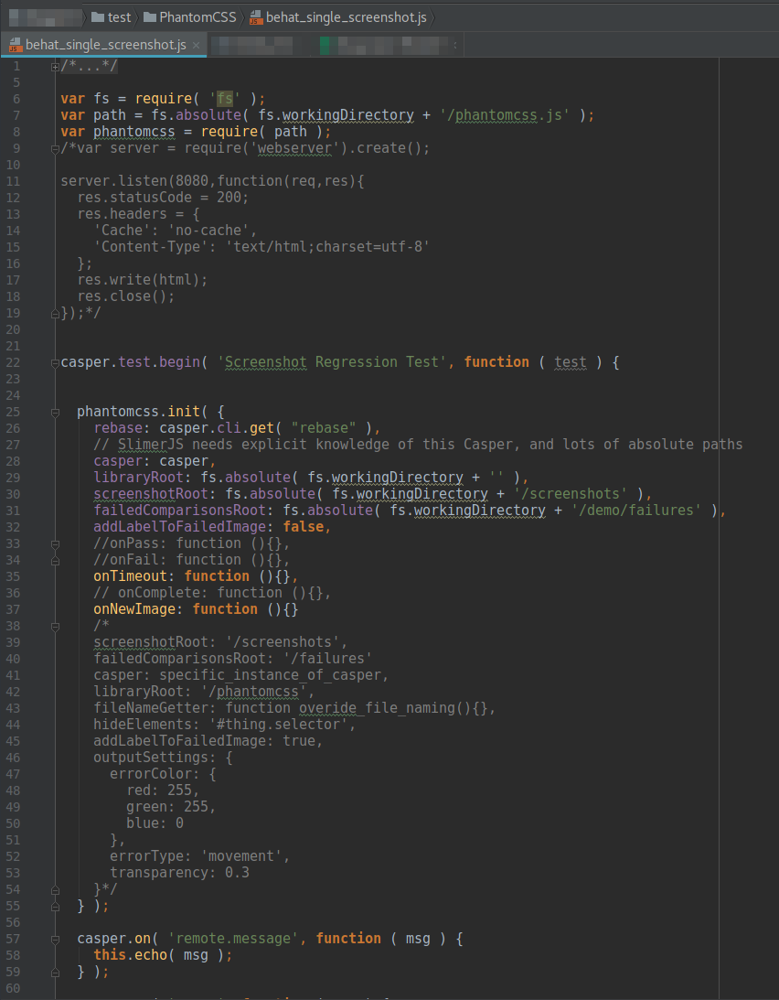 test PhantomCSS behat_single_screenshot.js
behat_single_screenshot.js
1 /*...*/
5
6 var fs = require( 'fs' );
7 var path = fs.absolute( fs.workingDirectory + '/phantomcss.js' );
8 var phantomcss = require( path );
9 /*var server = require('webserver').create();
10
11 server.listen(8080,function(req,res){
12   res.statusCode = 200;
13   res.headers = {
14     'Cache': 'no-cache',
15     'Content-Type': 'text/html;charset=utf-8'
16   };
17   res.write(html);
18   res.close();
19 });*/
20
21
22 casper.test.begin( 'Screenshot Regression Test', function ( test ) {
23
24
25   phantomcss.init( {
26     rebase: casper.cli.get( "rebase" ),
27     // SlimerJS needs explicit knowledge of this Casper, and lots of absolute paths
28     casper: casper,
29     libraryRoot: fs.absolute( fs.workingDirectory + '' ),
30     screenshotRoot: fs.absolute( fs.workingDirectory + '/screenshots' ),
31     failedComparisonsRoot: fs.absolute( fs.workingDirectory + '/demo/failures' ),
32     addLabelToFailedImage: false,
33     //onPass: function (){},
34     //onFail: function (){},
35     onTimeout: function (){},
36     // onComplete: function (){},
37     onNewImage: function (){}
38     /*
39     screenshotRoot: '/screenshots',
40     failedComparisonsRoot: '/failures'
41     casper: specific_instance_of_casper,
42     libraryRoot: '/phantomcss',
43     fileNameGetter: function overide_file_naming(){},
44     hideElements: '#thing.selector',
45     addLabelToFailedImage: true,
46     outputSettings: {
47       errorColor: {
48         red: 255,
49         green: 255,
50         blue: 0
51       },
52       errorType: 'movement',
53       transparency: 0.3
54     }*/
55   } );
56
57   casper.on( 'remote.message', function ( msg ) {
58     this.echo( msg );
59   } );
60